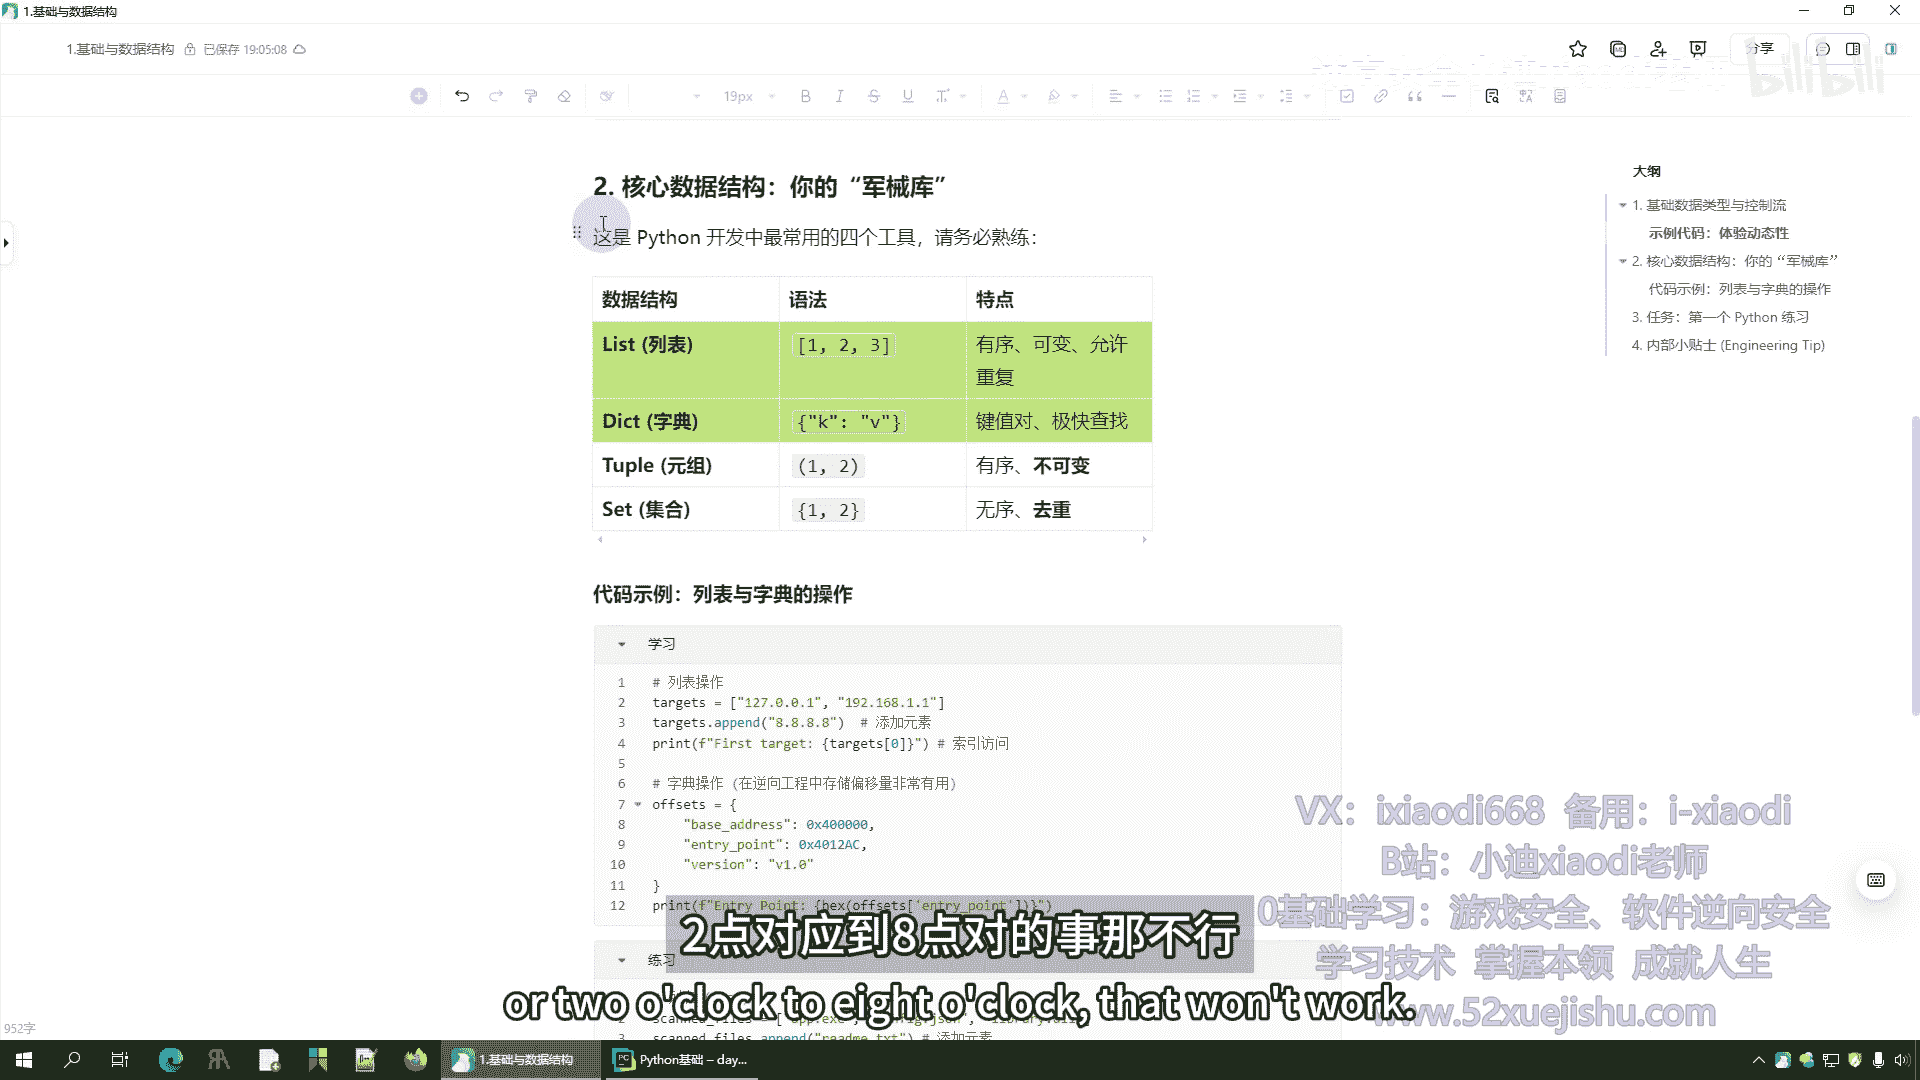 1.基础与数据结构
1.基础与数据结构 已保存 19:05:08
分享
bilibili
19px
2. 核心数据结构：你的“军械库”
这是 Python 开发中最常用的四个工具，请务必熟练：
数据结构 语法 特点
List (列表) [1, 2, 3] 有序、可变、允许
重复
Dict (字典) {"k": "v"} 键值对、极快查找
Tuple (元组) (1, 2) 有序、不可变
Set (集合) {1, 2} 无序、去重
代码示例：列表与字典的操作
学习
1 # 列表操作
2 targets = ["127.0.0.1", "192.168.1.1"]
3 targets.append("8.8.8.8")  # 添加元素
4 print(f"First target: {targets[0]}") # 索引访问
5
6 # 字典操作 (在逆向工程中存储偏移量非常有用)
7 offsets = {
8 "base_address": 0x400000,
9 "entry_point": 0x4012AC,
10 "version": "v1.0"
11 }
12 print(f"Entry Point: {hex(offsets['entry_point'])}")
练习
2点对应到8点对的事那不行
or two o'clock to eight o'clock, that won't work.
3 scanned_files.append("readme.txt") # 添加元素
大纲
1. 基础数据类型与控制流
示例代码：体验动态性
2. 核心数据结构：你的“军械库”
代码示例：列表与字典的操作
3. 任务：第一个 Python 练习
4. 内部小贴士 (Engineering Tip)
VX：ixiaodi668 备用：i-xiaodi
B站：小迪xiaodi老师
0基础学习：游戏安全、软件逆向安全
学习技术 掌握本领 成就人生
www.52xuejishu.com
952字
1.基础与数据结构
Python基础 – day...